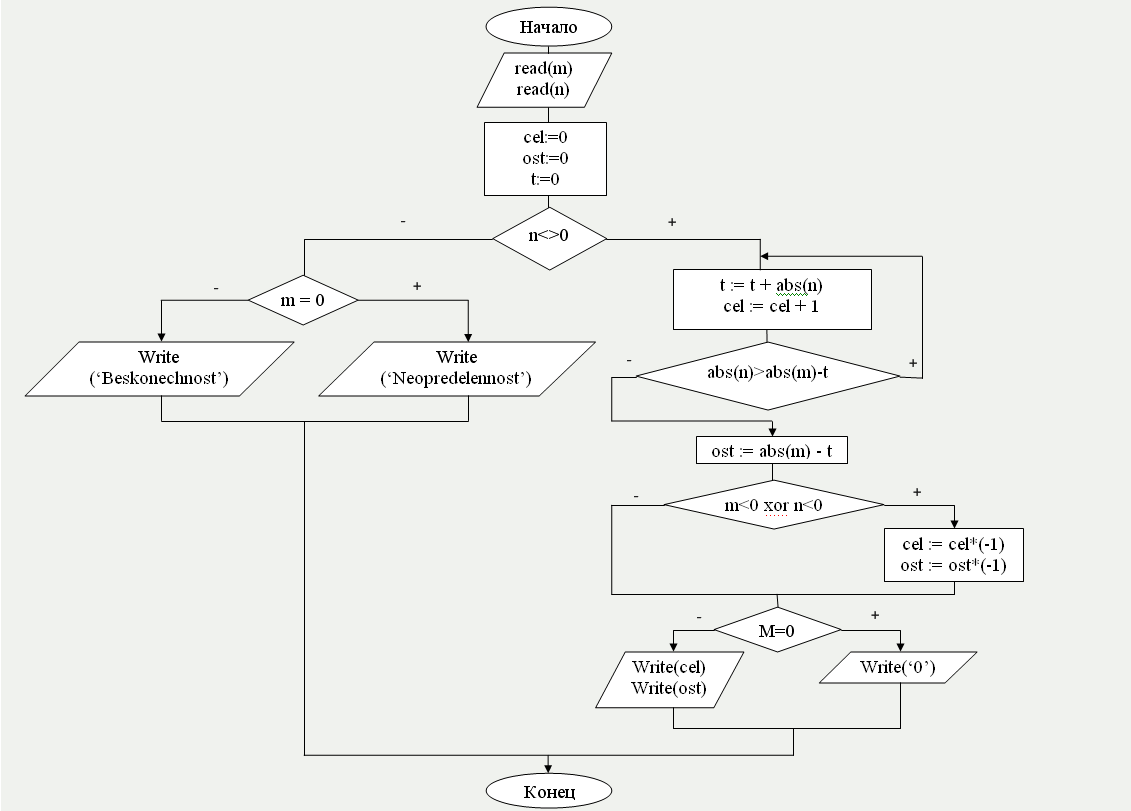 Начало
read(m)
read(n)
cel:=0
ost:=0
t:=0
-
+
n<>0
-
+
m = 0
t := t + abs(n)
cel := cel + 1
Write
(‘Beskonechnost’)
Write
(‘Neopredelennost’)
-
+
abs(n)>abs(m)-t
ost := abs(m) - t
-
+
m<0 xor n<0
cel := cel*(-1)
ost := ost*(-1)
-
+
M=0
Write(cel)
Write(ost)
Write(‘0’)
Конец